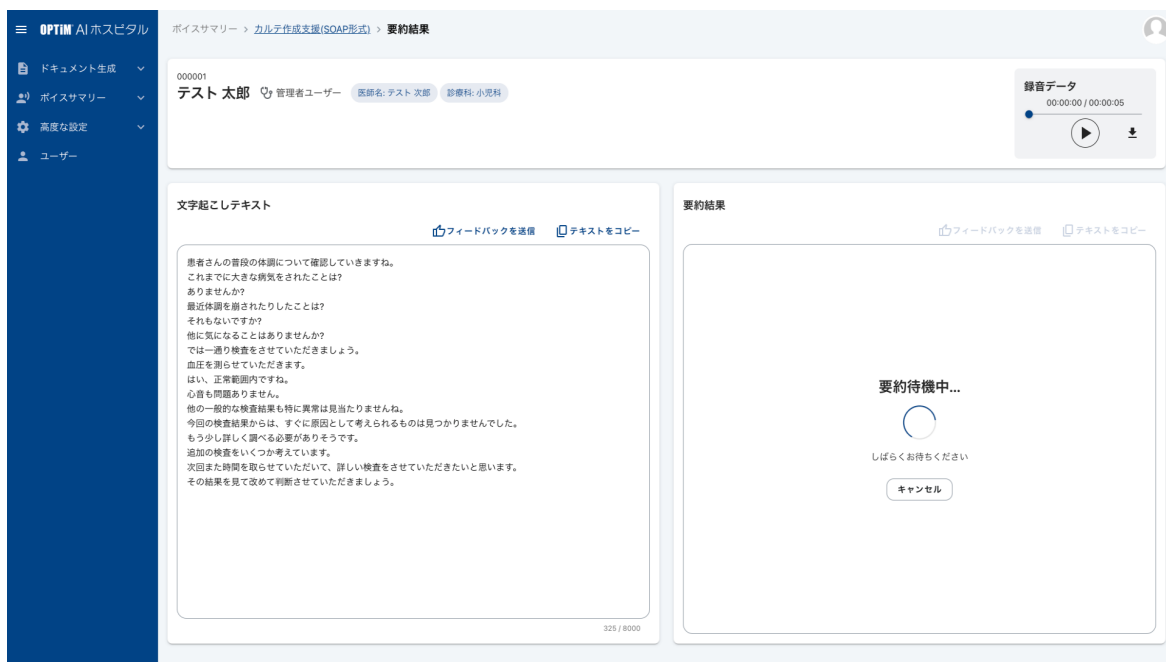 OPTiM AI ホスピタル
ボイスサマリー > カルテ作成支援(SOAP形式) > 要約結果
ドキュメント生成
ボイスサマリー
高度な設定
ユーザー
000001
テスト 太郎 管理者ユーザー 医師名: テスト 次郎 診療科: 小児科
録音データ
00:00:00 / 00:00:05
文字起こしテキスト
フィードバックを送信 テキストをコピー
患者さんの普段の体調について確認していきますね。
これまでに大きな病気をされたことは?
ありませんか?
最近体調を崩されたりしたことは?
それもないですか?
他に気になることはありませんか?
では一通り検査をさせていただきましょう。
血圧を測らせていただきます。
はい、正常範囲内ですね。
心音も問題ありません。
他の一般的な検査結果も特に異常は見当たりませんね。
今回の検査結果からは、すぐに原因として考えられるものは見つかりませんでした。
もう少し詳しく調べる必要がありそうです。
追加の検査をいくつか考えています。
次回また時間を取らせていただいて、詳しい検査をさせていただきたいと思います。
その結果を見て改めて判断させていただきましょう。
325 / 8000
要約結果
フィードバックを送信 テキストをコピー
要約待機中...
しばらくお待ちください
キャンセル